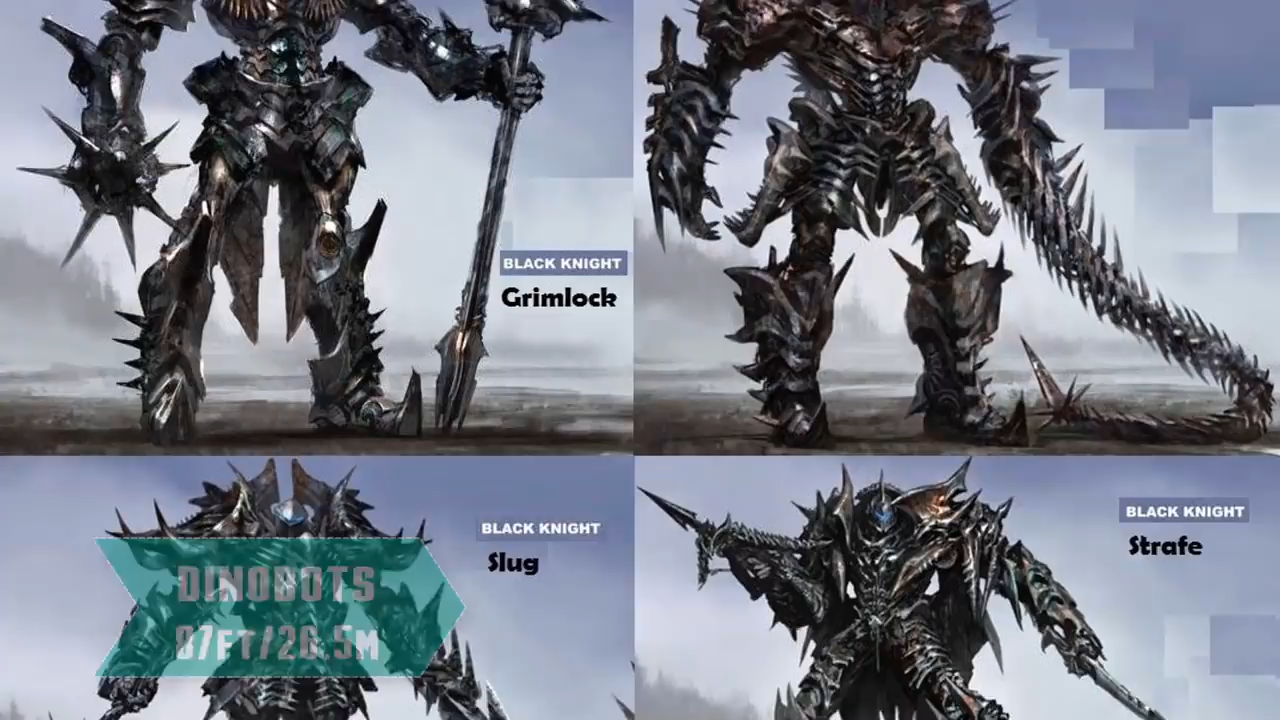 BLACK KNIGHT
Grimlock
BLACK KNIGHT
Slug
BLACK KNIGHT
Strafe
DINOBOTS
87FT/26.5M